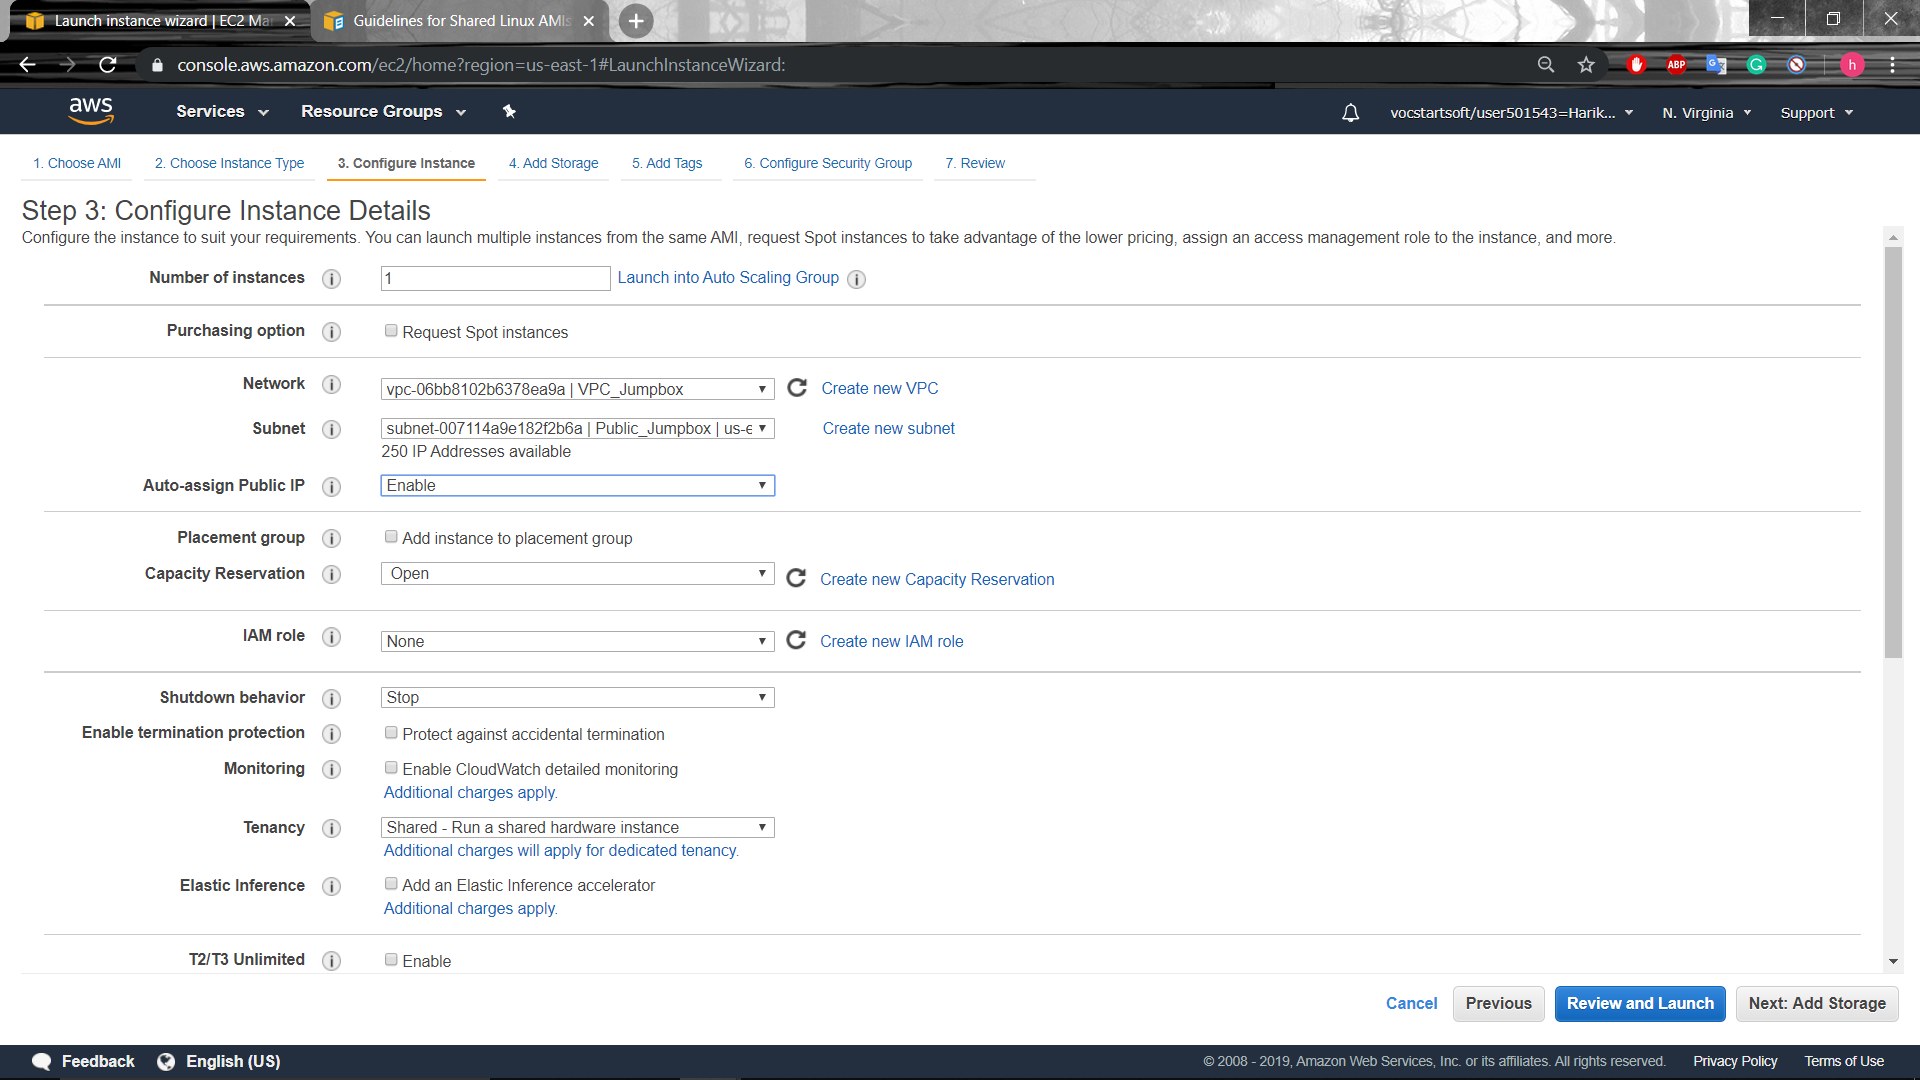 Launch instance wizard | EC2 Ma
Guidelines for Shared Linux AMIs
console.aws.amazon.com/ec2/home?region=us-east-1#LaunchInstanceWizard:
ABP
h
aws
Services
Resource Groups
vocstartsoft/user501543=Harik...
N. Virginia
Support
1. Choose AMI
2. Choose Instance Type
3. Configure Instance
4. Add Storage
5. Add Tags
6. Configure Security Group
7. Review
Step 3: Configure Instance Details
Configure the instance to suit your requirements. You can launch multiple instances from the same AMI, request Spot instances to take advantage of the lower pricing, assign an access management role to the instance, and more.
Number of instances
1
Launch into Auto Scaling Group
Purchasing option
Request Spot instances
Network
vpc-06bb8102b6378ea9a | VPC_Jumpbox
Create new VPC
Subnet
subnet-007114a9e182f2b6a | Public_Jumpbox | us-e
Create new subnet
250 IP Addresses available
Auto-assign Public IP
Enable
Placement group
Add instance to placement group
Capacity Reservation
Open
Create new Capacity Reservation
IAM role
None
Create new IAM role
Shutdown behavior
Stop
Enable termination protection
Protect against accidental termination
Monitoring
Enable CloudWatch detailed monitoring
Additional charges apply.
Tenancy
Shared - Run a shared hardware instance
Additional charges will apply for dedicated tenancy.
Elastic Inference
Add an Elastic Inference accelerator
Additional charges apply.
T2/T3 Unlimited
Enable
Cancel
Previous
Review and Launch
Next: Add Storage
Feedback
English (US)
© 2008 - 2019, Amazon Web Services, Inc. or its affiliates. All rights reserved.
Privacy Policy
Terms of Use